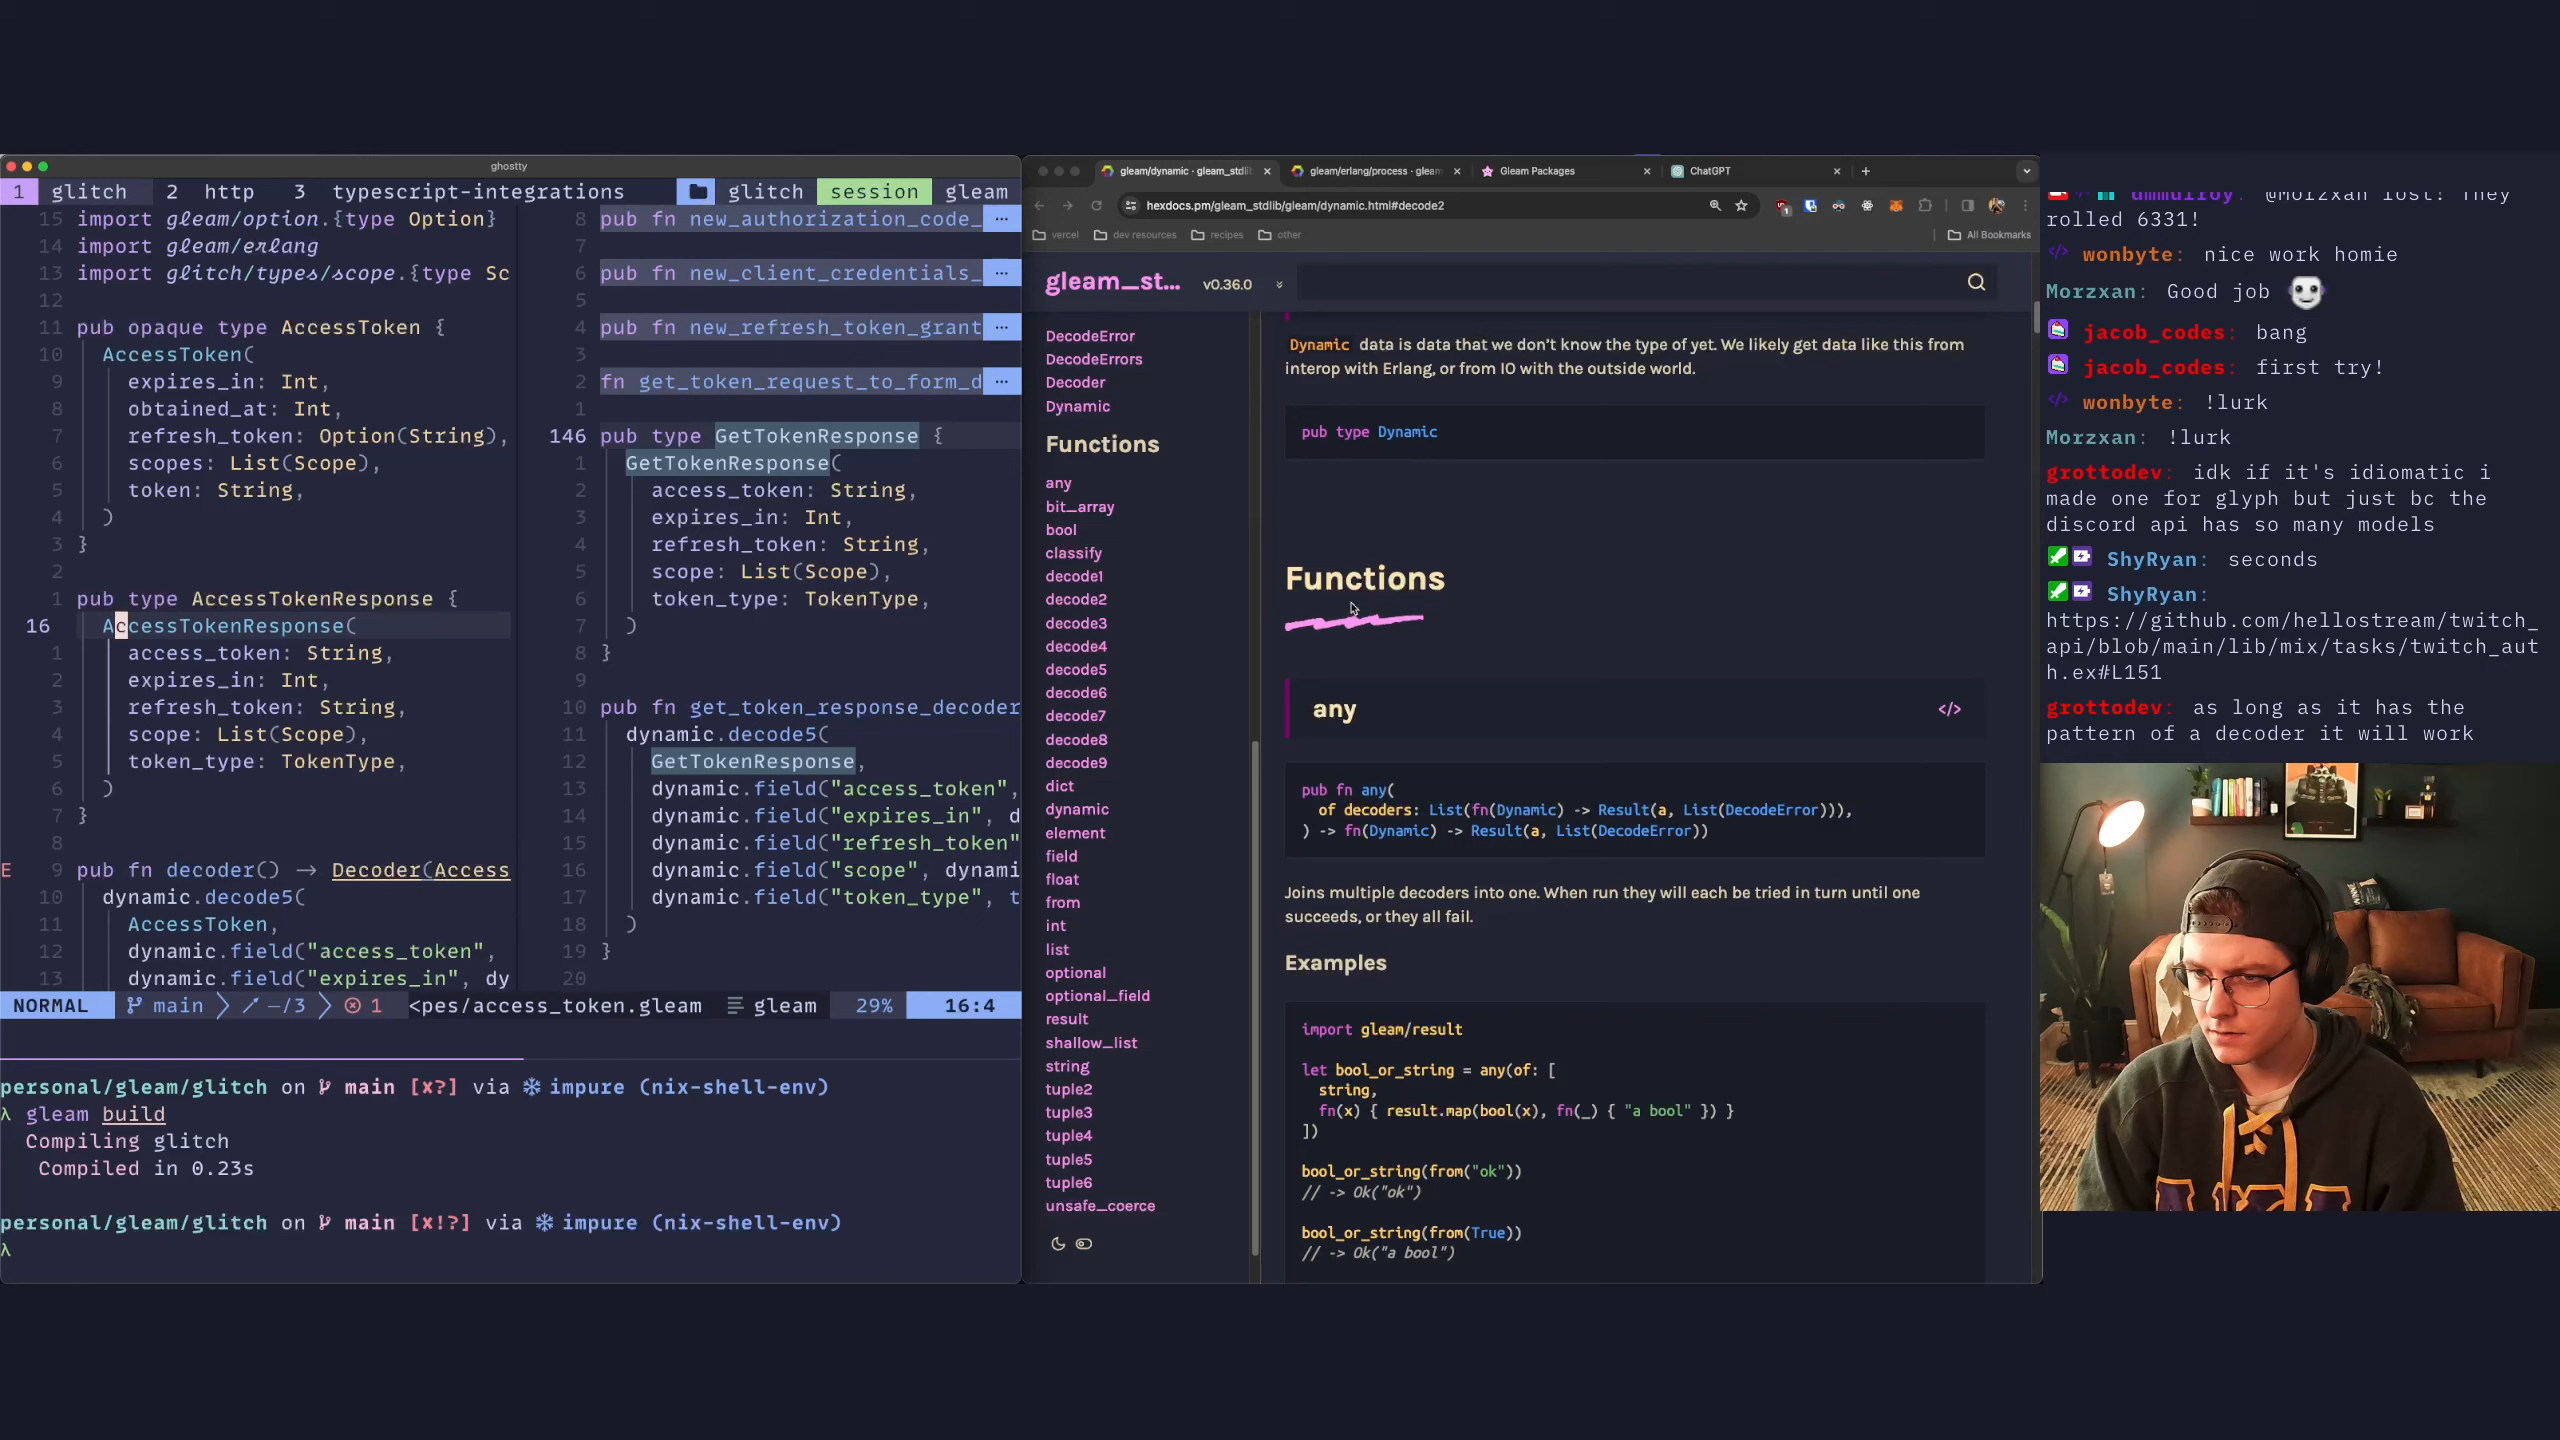 ghostty
1 glitch 2 http 3 typescript-integrations glitch session gleam
15 import gleam/option.{type Option}
14 import gleam/erlang
13 import glitch/types/scope.{type Sc
12
11 pub opaque type AccessToken {
10 AccessToken(
9 expires_in: Int,
8 obtained_at: Int,
7 refresh_token: Option(String),
6 scopes: List(Scope),
5 token: String,
4 )
3 }
2
1 pub type AccessTokenResponse {
16 AccessTokenResponse(
1 access_token: String,
2 expires_in: Int,
3 refresh_token: String,
4 scope: List(Scope),
5 token_type: TokenType,
6 )
7 }
8
E 9 pub fn decoder() → Decoder(Access
10 dynamic.decode5(
11 AccessToken,
12 dynamic.field("access_token",
13 dynamic.field("expires_in", dy
8 pub fn new_authorization_code_ ...
7
6 pub fn new_client_credentials_ ...
5
4 pub fn new_refresh_token_grant ...
3
2 fn get_token_request_to_form_d ...
1
146 pub type GetTokenResponse {
1 GetTokenResponse(
2 access_token: String,
3 expires_in: Int,
4 refresh_token: String,
5 scope: List(Scope),
6 token_type: TokenType,
7 )
8 }
9
10 pub fn get_token_response_decoder
11 dynamic.decode5(
12 GetTokenResponse,
13 dynamic.field("access_token",
14 dynamic.field("expires_in", d
15 dynamic.field("refresh_token"
16 dynamic.field("scope", dynami
17 dynamic.field("token_type", t
18 )
19 }
20
NORMAL main -/3 1 <pes/access_token.gleam gleam 29% 16:4
personal/gleam/glitch on main [x?] via impure (nix-shell-env)
λ gleam build
Compiling glitch
Compiled in 0.23s
personal/gleam/glitch on main [x!?] via impure (nix-shell-env)
λ
gleam/dynamic · gleam_stdli gleam/erlang/process · gleam Gleam Packages ChatGPT
hexdocs.pm/gleam_stdlib/gleam/dynamic.html#decode2
vercel dev resources recipes other All Bookmarks
gleam_st... v0.36.0
DecodeError
DecodeErrors
Decoder
Dynamic
Functions
any
bit_array
bool
classify
decode1
decode2
decode3
decode4
decode5
decode6
decode7
decode8
decode9
dict
dynamic
element
field
float
from
int
list
optional
optional_field
result
shallow_list
string
tuple2
tuple3
tuple4
tuple5
tuple6
unsafe_coerce
Dynamic data is data that we don't know the type of yet. We likely get data like this from
interop with Erlang, or from IO with the outside world.
pub type Dynamic
Functions
any </>
pub fn any(
of decoders: List(fn(Dynamic) -> Result(a, List(DecodeError))),
) -> fn(Dynamic) -> Result(a, List(DecodeError))
Joins multiple decoders into one. When run they will each be tried in turn until one
succeeds, or they all fail.
Examples
import gleam/result
let bool_or_string = any(of: [
string,
fn(x) { result.map(bool(x), fn(_) { "a bool" }) }
])
bool_or_string(from("ok"))
// -> Ok("ok")
bool_or_string(from(True))
// -> Ok("a bool")
dmmulroy: @Morzxan lost! They
rolled 6331!
wonbyte: nice work homie
Morzxan: Good job
jacob_codes: bang
jacob_codes: first try!
wonbyte: !lurk
Morzxan: !lurk
grottodev: idk if it's idiomatic i
made one for glyph but just bc the
discord api has so many models
ShyRyan: seconds
ShyRyan:
https://github.com/hellostream/twitch_
api/blob/main/lib/mix/tasks/twitch_aut
h.ex#L151
grottodev: as long as it has the
pattern of a decoder it will work